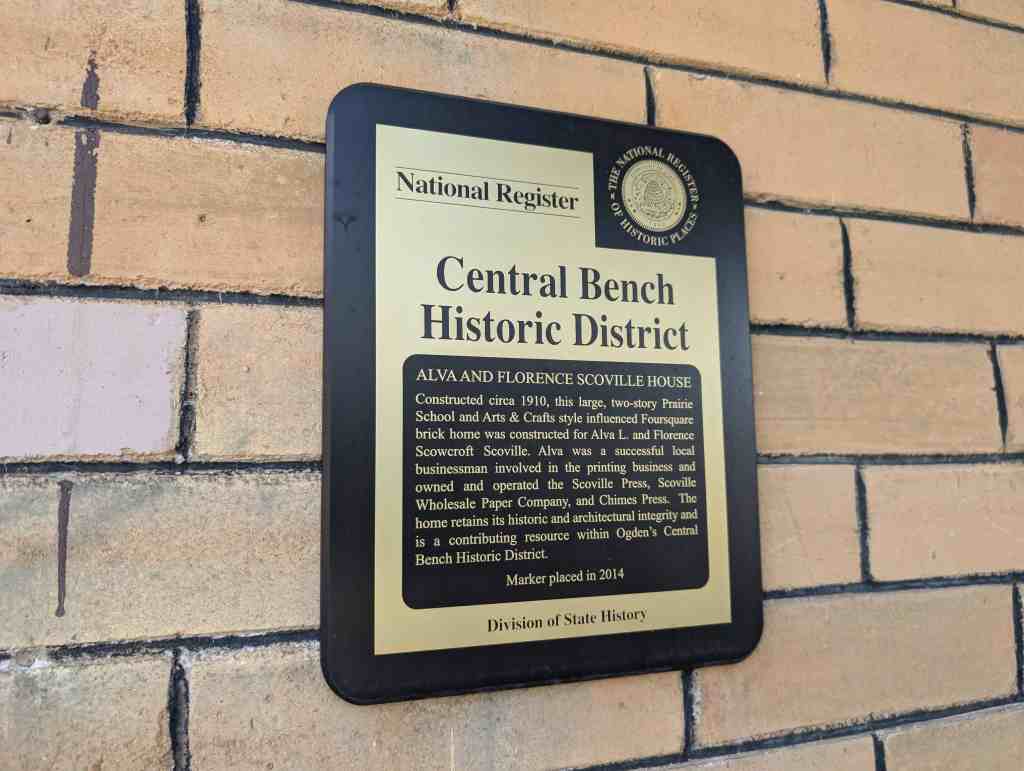 National Register
THE NATIONAL REGISTER
OF HISTORIC PLACES
Central Bench
Historic District
ALVA AND FLORENCE SCOVILLE HOUSE
Constructed circa 1910, this large, two-story Prairie
School and Arts & Crafts style influenced Foursquare
brick home was constructed for Alva L. and Florence
Scowcroft Scoville. Alva was a successful local
businessman involved in the printing business and
owned and operated the Scoville Press, Scoville
Wholesale Paper Company, and Chimes Press. The
home retains its historic and architectural integrity and
is a contributing resource within Ogden's Central
Bench Historic District.
Marker placed in 2014
Division of State History